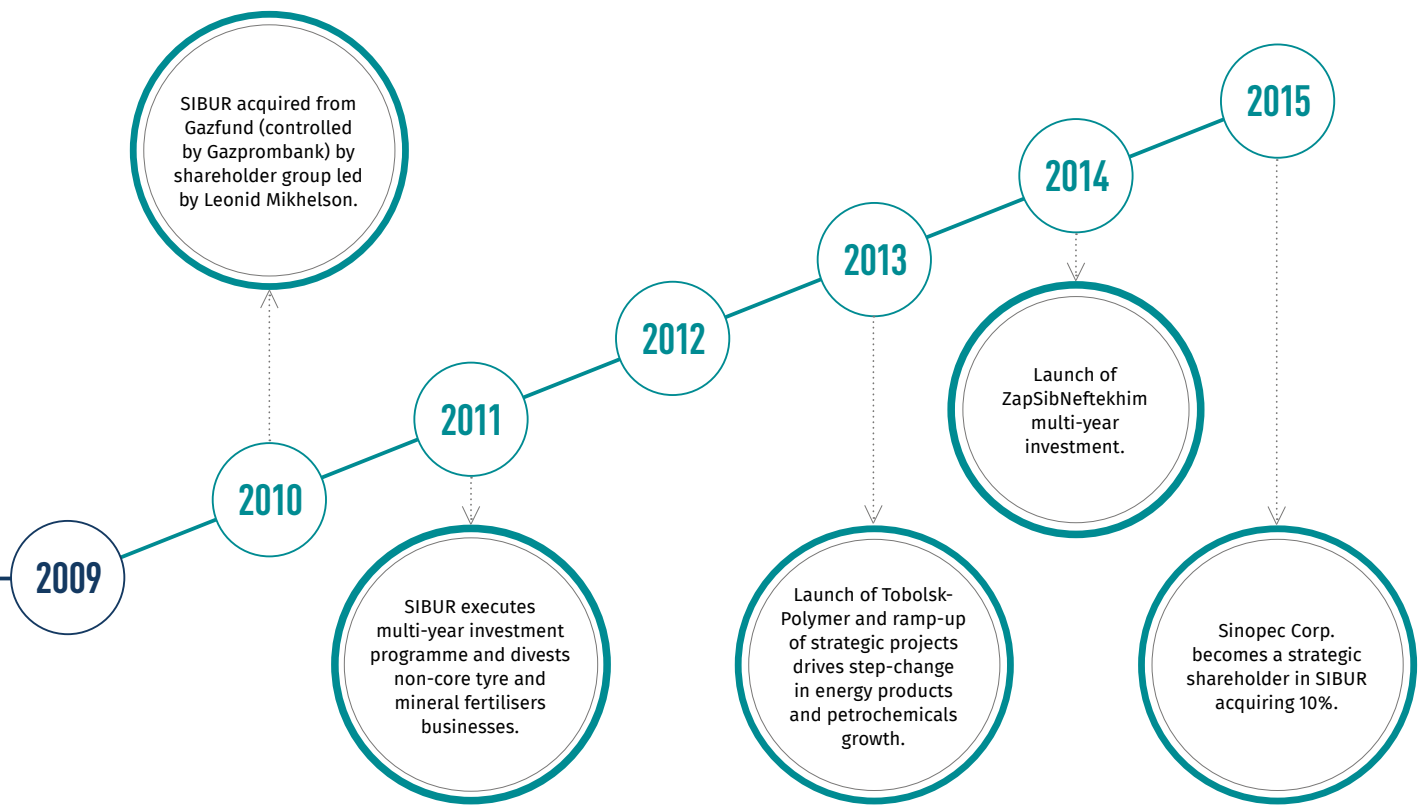 2009
2010
SIBUR acquired from
Gazfund (controlled
by Gazprombank) by
shareholder group led
by Leonid Mikhelson.
2011
SIBUR executes
multi-year investment
programme and divests
non-core tyre and
mineral fertilisers
businesses.
2012
2013
Launch of Tobolsk-
Polymer and ramp-up
of strategic projects
drives step-change
in energy products
and petrochemicals
growth.
2014
Launch of
ZapSibNeftekhim
multi-year
investment.
2015
Sinopec Corp.
becomes a strategic
shareholder in SIBUR
acquiring 10%.